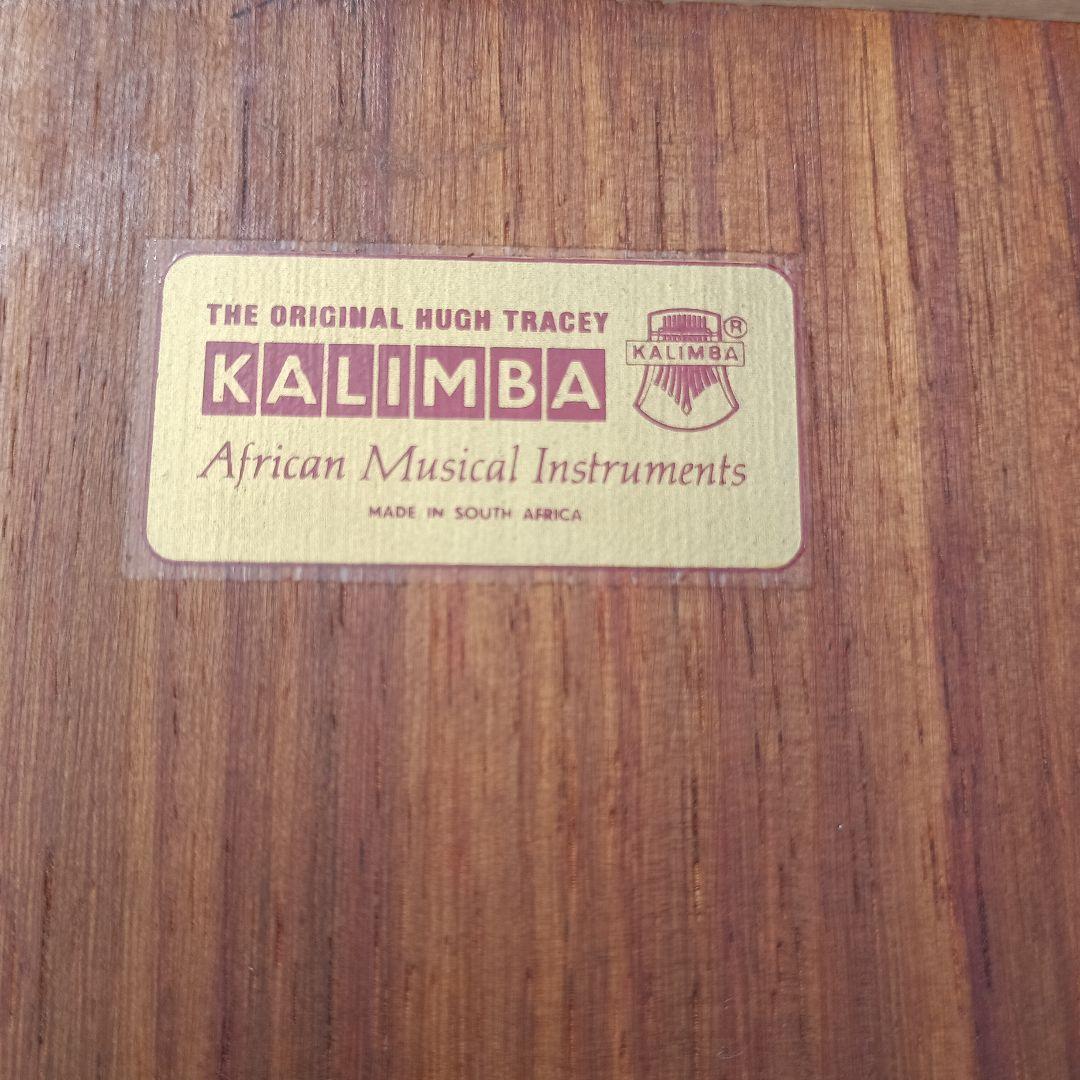 THE ORIGINAL HUGH TRACEY
KALIMBA
KALIMBA ®
African Musical Instruments
MADE IN SOUTH AFRICA